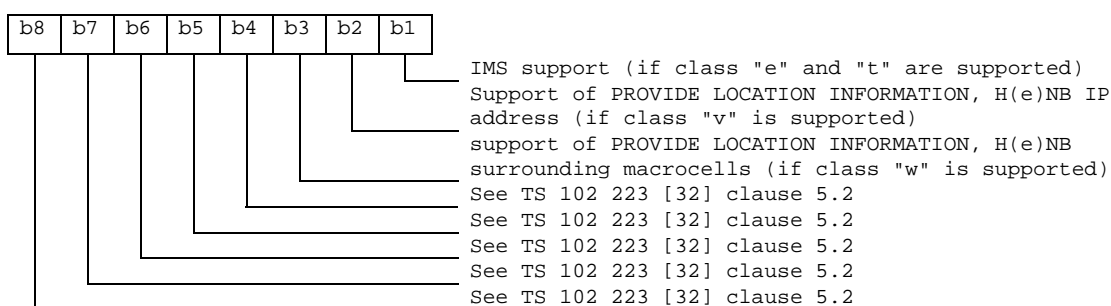 b8 b7 b6 b5 b4 b3 b2 b1
IMS support (if class "e" and "t" are supported)
Support of PROVIDE LOCATION INFORMATION, H(e)NB IP
address (if class "v" is supported)
support of PROVIDE LOCATION INFORMATION, H(e)NB
surrounding macrocells (if class "w" is supported)
See TS 102 223 [32] clause 5.2
See TS 102 223 [32] clause 5.2
See TS 102 223 [32] clause 5.2
See TS 102 223 [32] clause 5.2
See TS 102 223 [32] clause 5.2